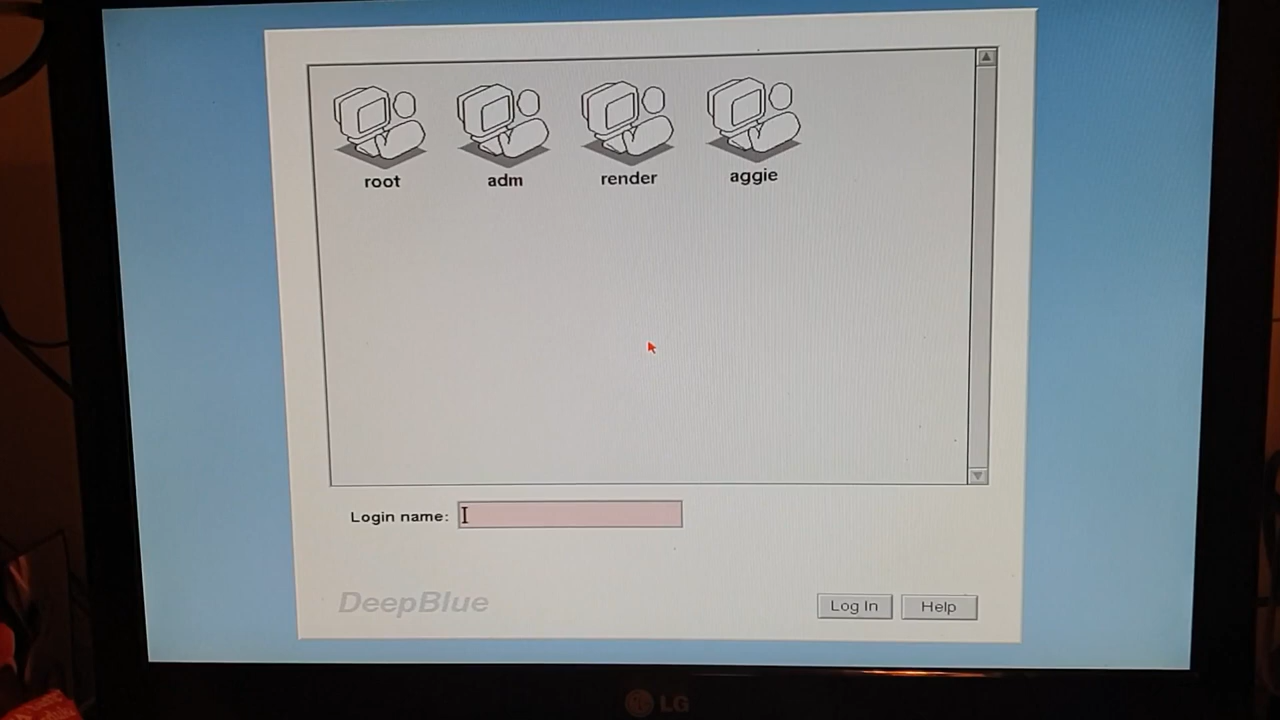 root adm render aggie
Login name:
DeepBlue
Log In Help
LG